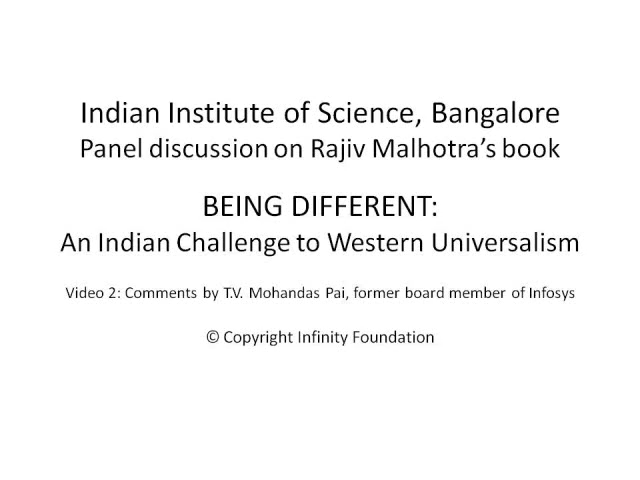 Indian Institute of Science, Bangalore
Panel discussion on Rajiv Malhotra's book
BEING DIFFERENT:
An Indian Challenge to Western Universalism
Video 2: Comments by T.V. Mohandas Pai, former board member of Infosys
© Copyright Infinity Foundation